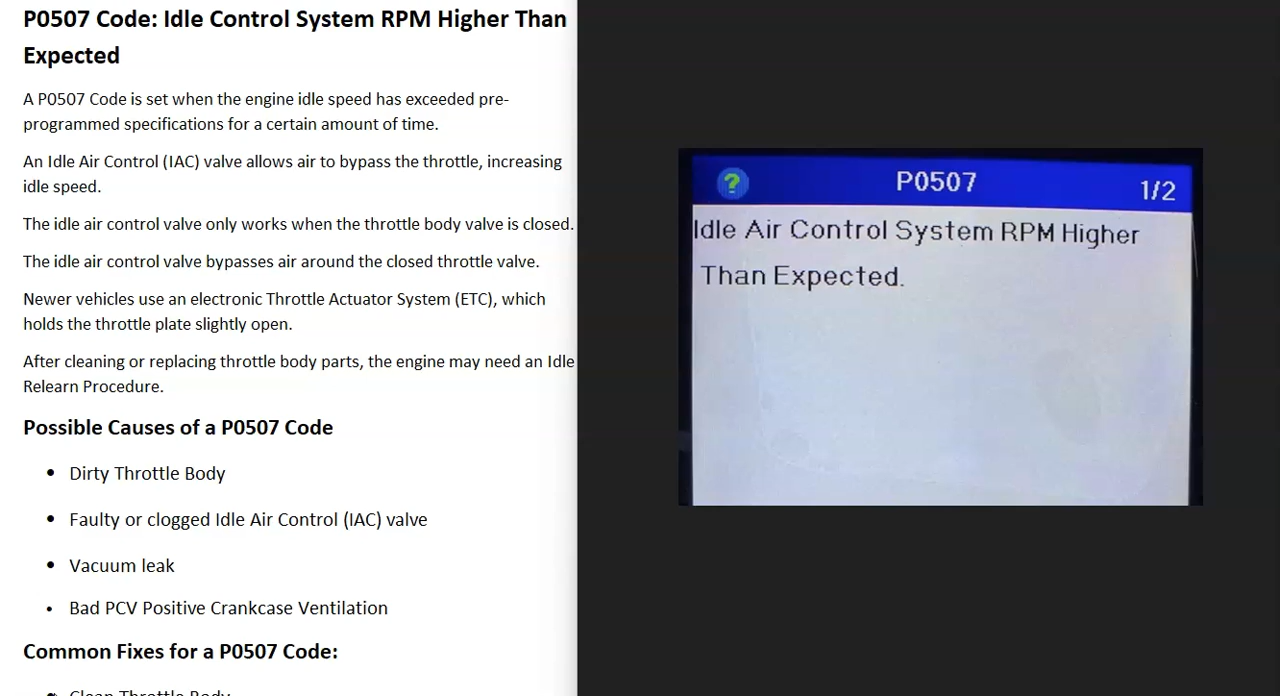 P0507 Code: Idle Control System RPM Higher Than
Expected
A P0507 Code is set when the engine idle speed has exceeded pre-
programmed specifications for a certain amount of time.
An Idle Air Control (IAC) valve allows air to bypass the throttle, increasing
idle speed.
The idle air control valve only works when the throttle body valve is closed.
The idle air control valve bypasses air around the closed throttle valve.
Newer vehicles use an electronic Throttle Actuator System (ETC), which
holds the throttle plate slightly open.
After cleaning or replacing throttle body parts, the engine may need an Idle
Relearn Procedure.
Possible Causes of a P0507 Code
• Dirty Throttle Body
• Faulty or clogged Idle Air Control (IAC) valve
• Vacuum leak
• Bad PCV Positive Crankcase Ventilation
Common Fixes for a P0507 Code:
• Clean Throttle Body
? P0507 1/2
Idle Air Control System RPM Higher
Than Expected.